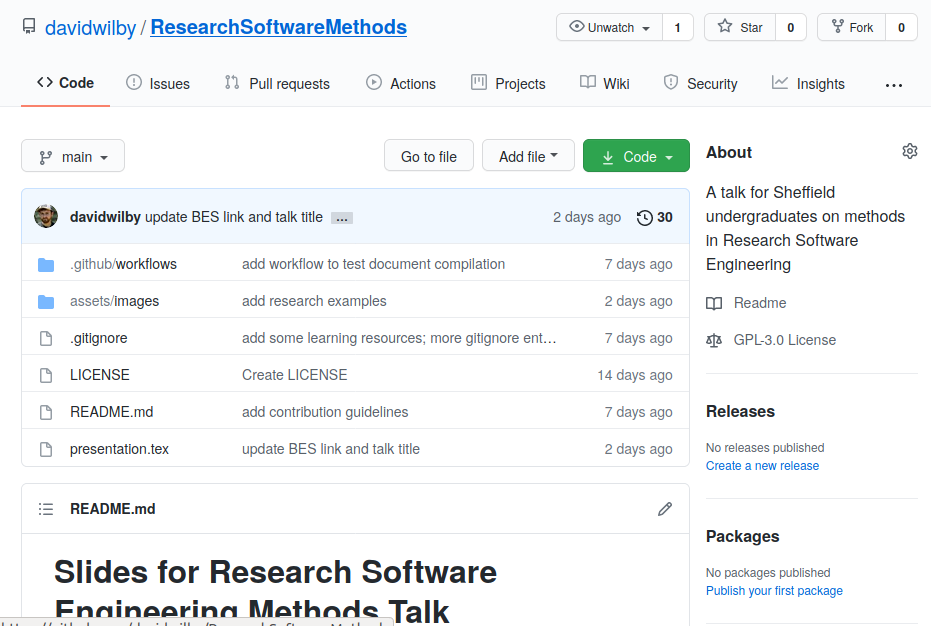 davidwilby / ResearchSoftwareMethods
Unwatch 1
Star 0
Fork 0
Code Issues Pull requests Actions Projects Wiki Security Insights ...
main
Go to file
Add file
Code
davidwilby update BES link and talk title ... 2 days ago 30
.github/workflows add workflow to test document compilation 7 days ago
assets/images add research examples 2 days ago
.gitignore add some learning resources; more gitignore ent… 7 days ago
LICENSE Create LICENSE 14 days ago
README.md add contribution guidelines 7 days ago
presentation.tex update BES link and talk title 2 days ago
README.md
Slides for Research Software
Engineering Methods Talk
About
A talk for Sheffield
undergraduates on methods
in Research Software
Engineering
Readme
GPL-3.0 License
Releases
No releases published
Create a new release
Packages
No packages published
Publish your first package